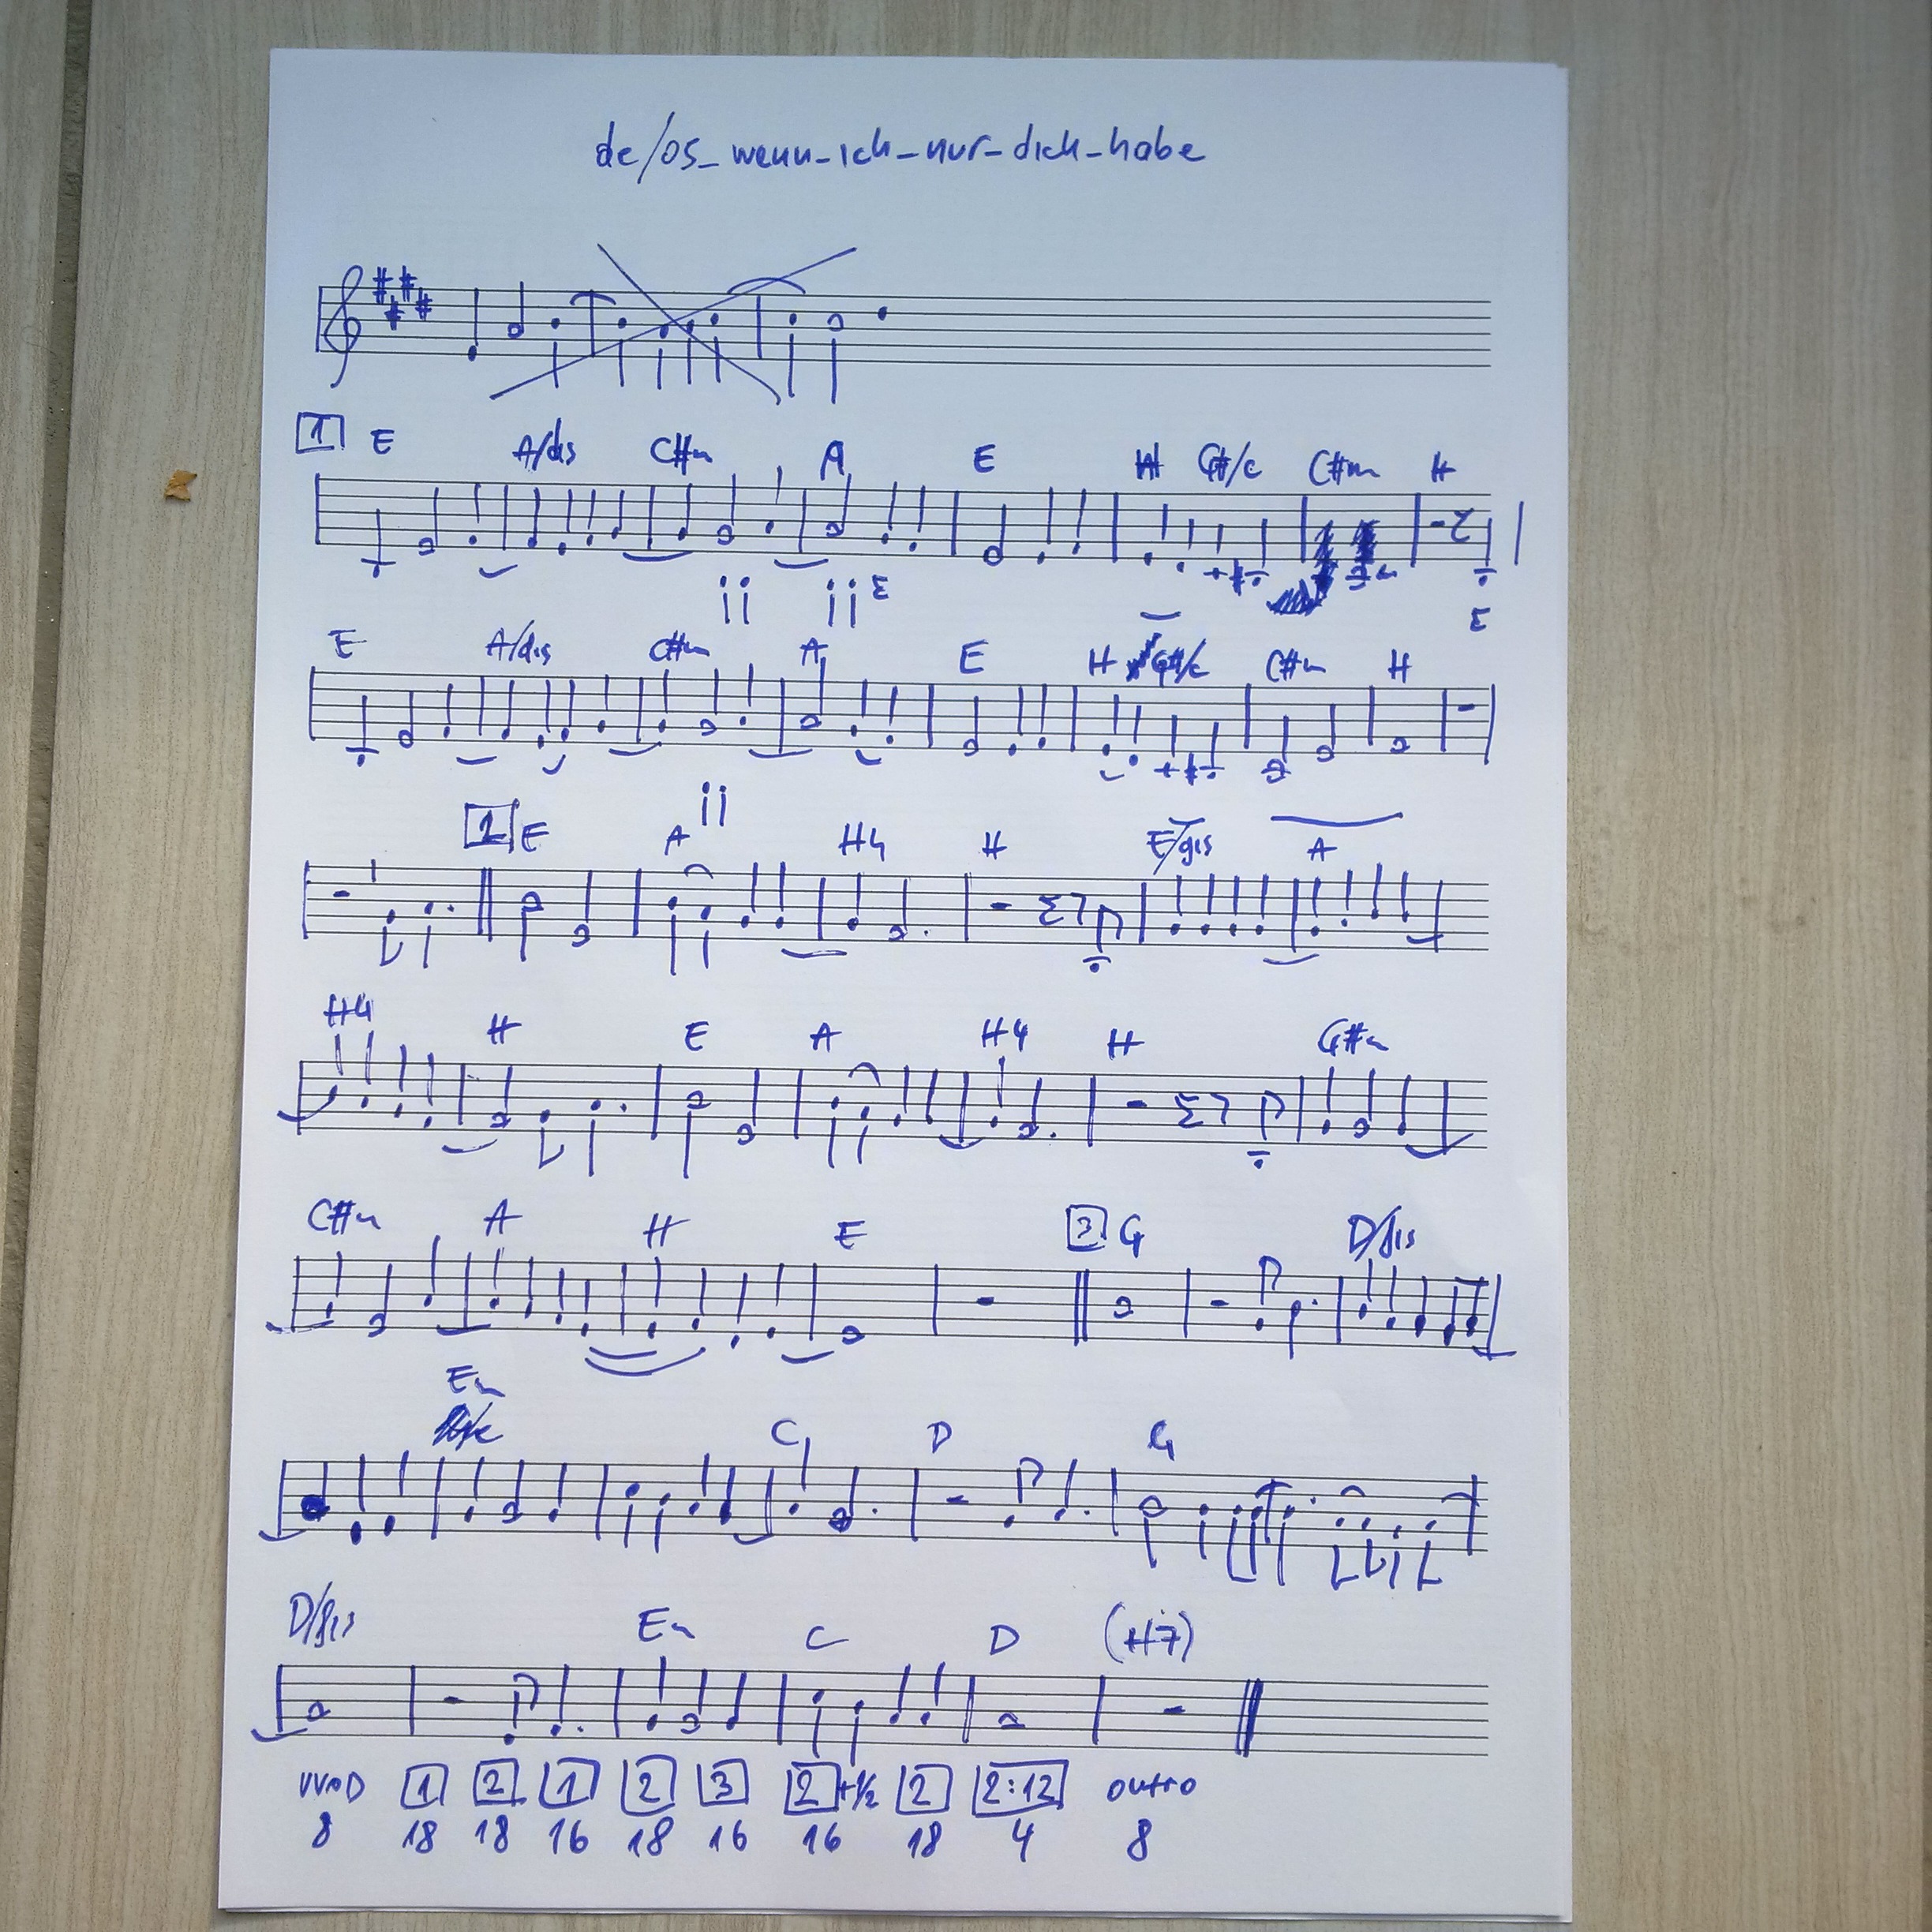 de/os_wenn-ich-nur-dich-habe
1 E A/dis C#m A E H G#/c C#m H
E
E
E A/dis C#m A E H G#/c C#m H
2 E A H4 H E/gis A
H4 H E A H4 H G#m
C#m A H E 3 G D/fis
Em
C D G
D/fis Em C D (H7)
1 2 1 2 3 2 +½ 2 2:12 outro
8 18 18 16 18 16 16 18 4 8